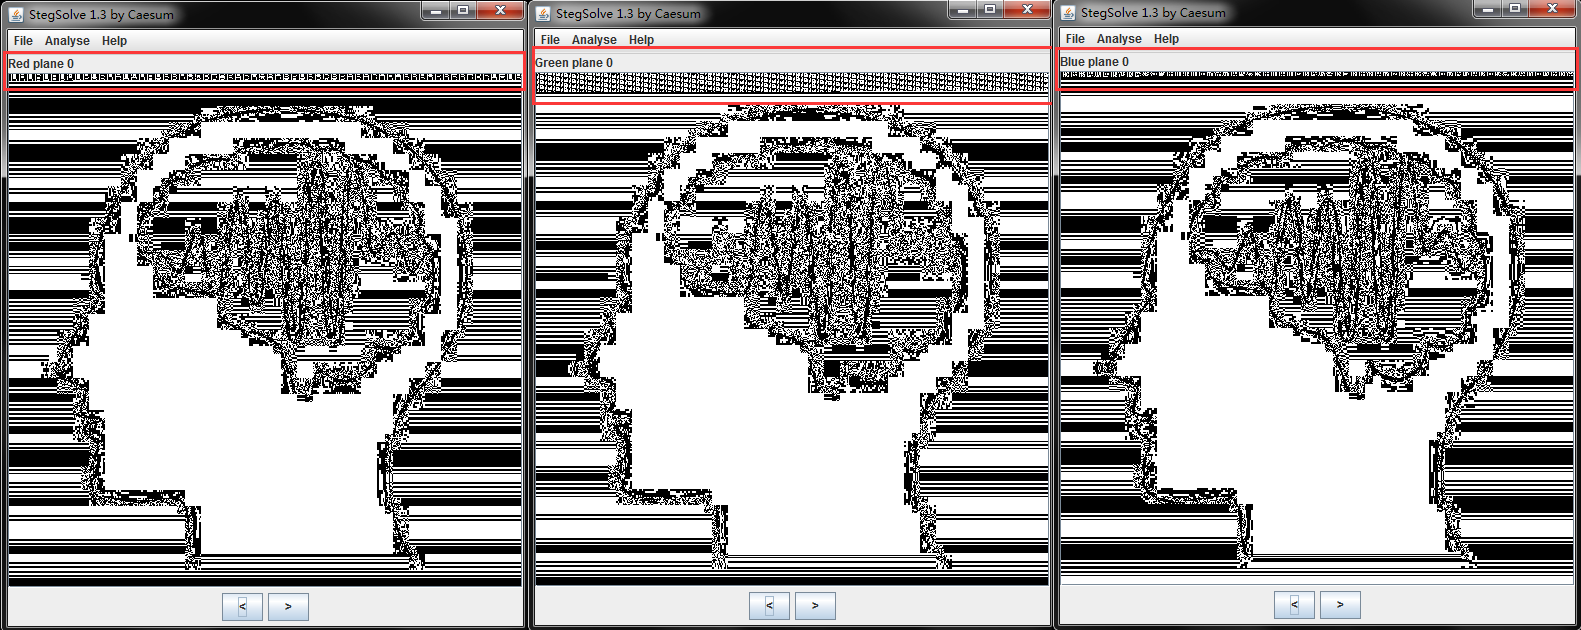 StegSolve 1.3 by Caesum
File Analyse Help
Red plane 0
< >
StegSolve 1.3 by Caesum
File Analyse Help
Green plane 0
< >
StegSolve 1.3 by Caesum
File Analyse Help
Blue plane 0
< >